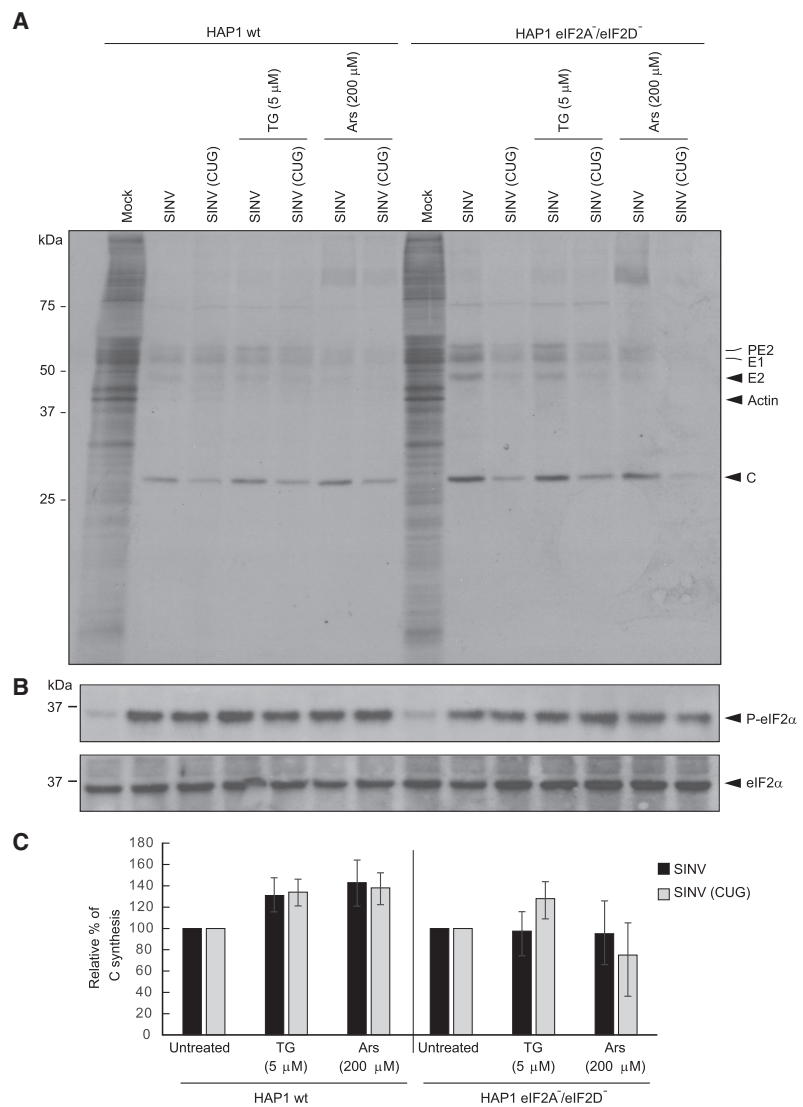 A
HAP1 wt
HAP1 eIF2A⁻/eIF2D⁻
TG (5 μM)
Ars (200 μM)
TG (5 μM)
Ars (200 μM)
Mock
SINV
SINV (CUG)
SINV
SINV (CUG)
SINV
SINV (CUG)
Mock
SINV
SINV (CUG)
SINV
SINV (CUG)
SINV
SINV (CUG)
kDa
75
50
37
25
PE2
E1
E2
Actin
C
B
kDa
37
P-eIF2α
37
eIF2α
C
Relative % of
C synthesis
180
160
140
120
100
80
60
40
20
0
SINV
SINV (CUG)
Untreated
TG
(5 μM)
Ars
(200 μM)
Untreated
TG
(5 μM)
Ars
(200 μM)
HAP1 wt
HAP1 eIF2A⁻/eIF2D⁻